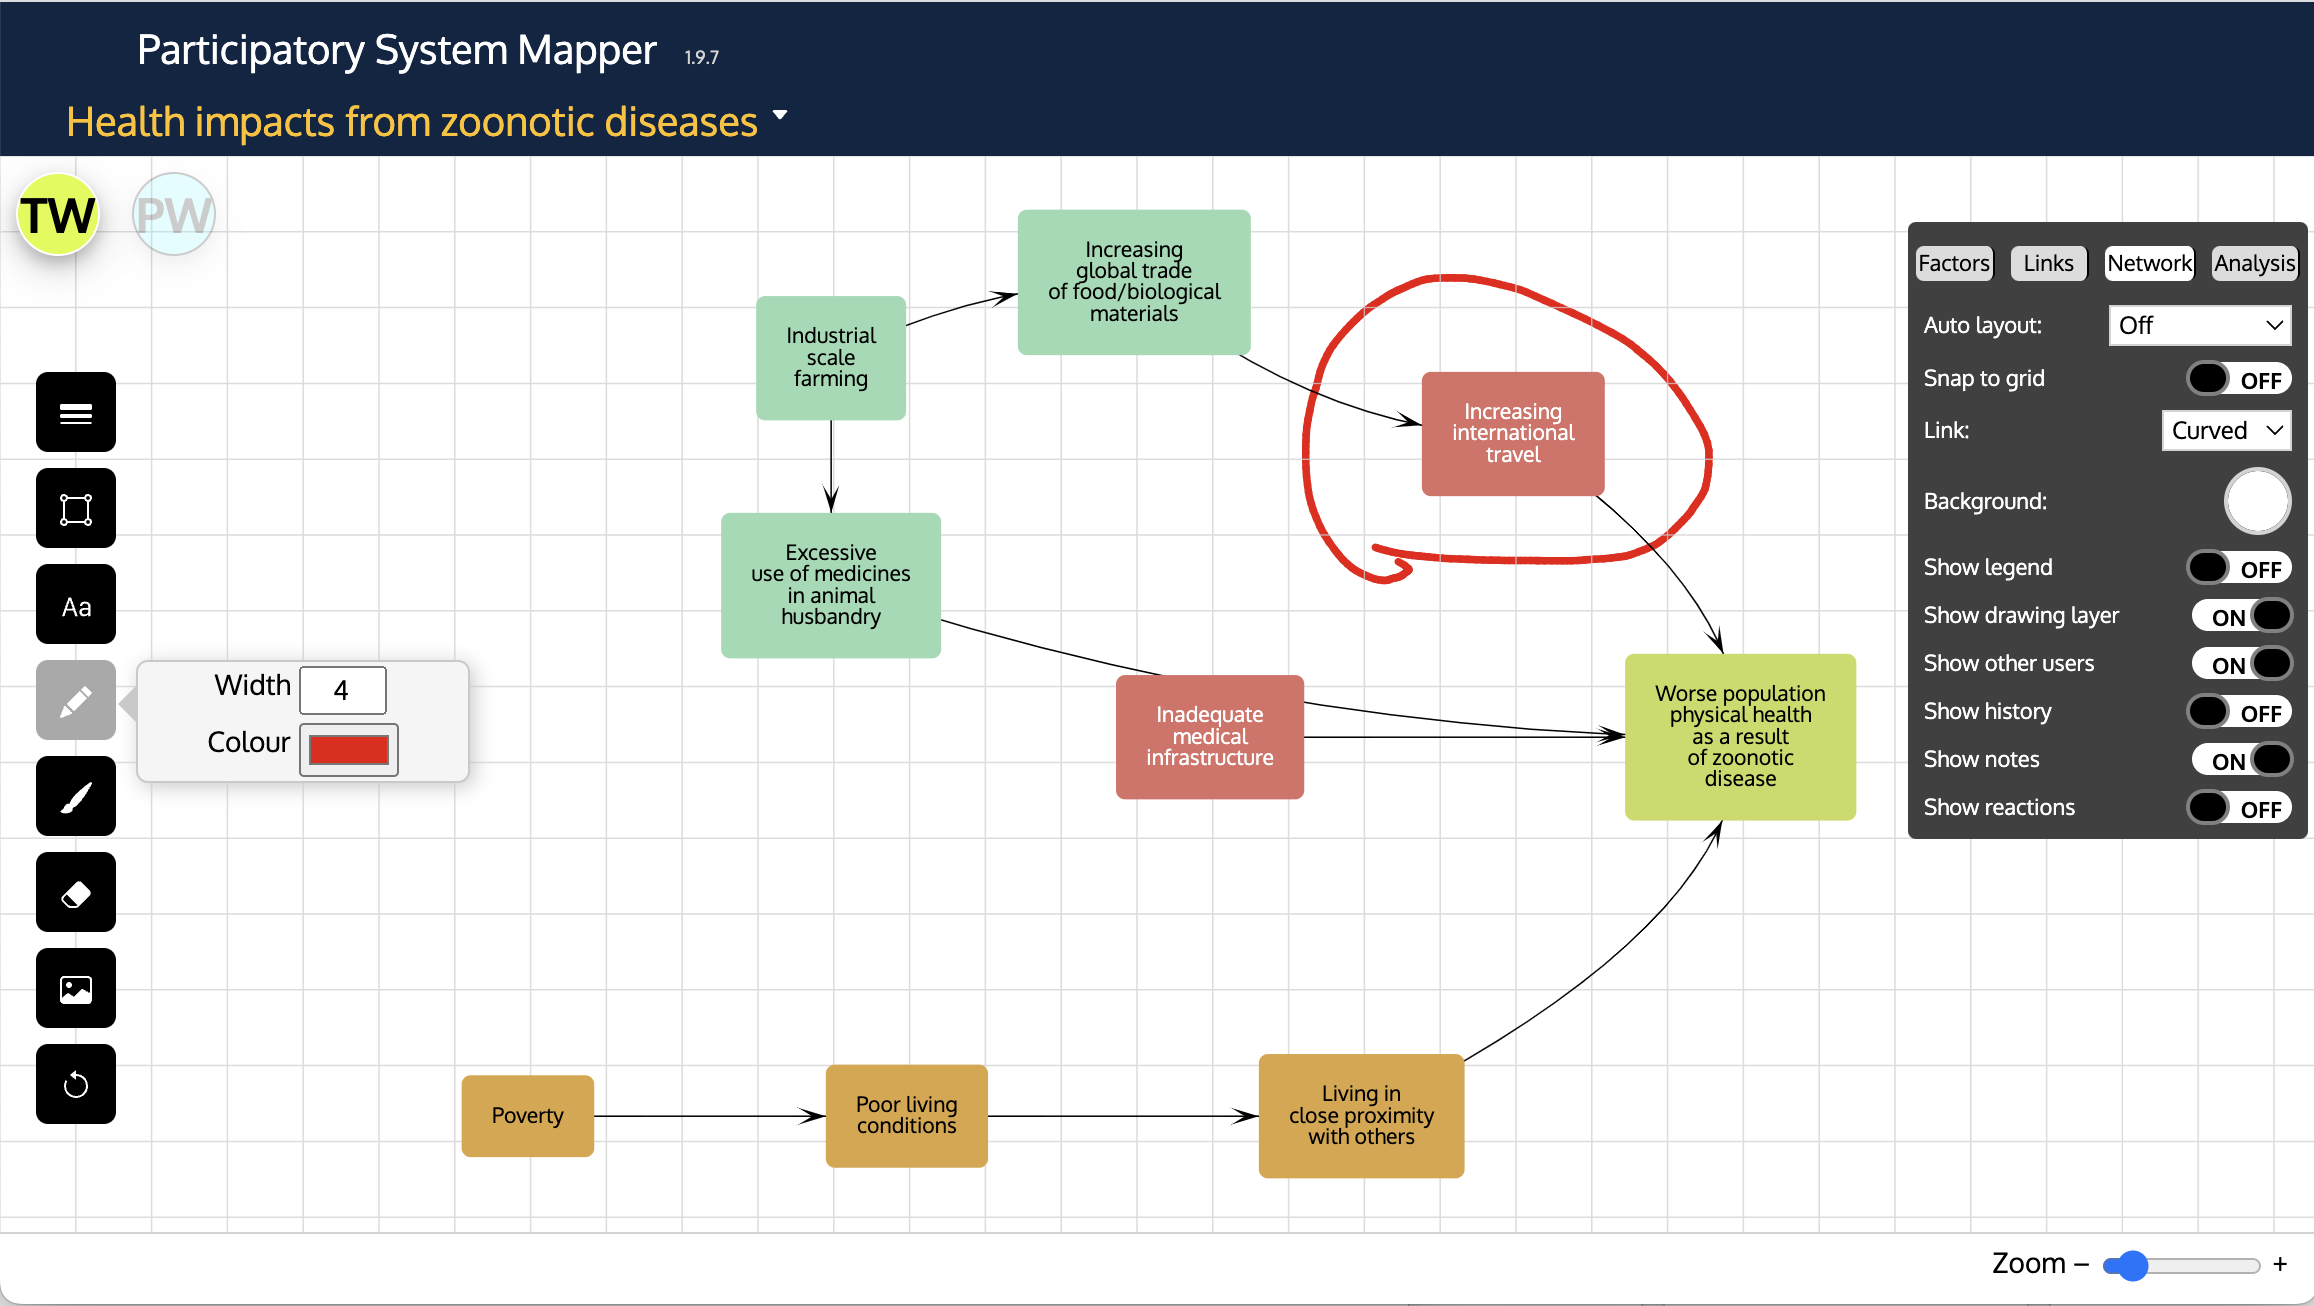 Participatory System Mapper 1.9.7
Health impacts from zoonotic diseases
TW PW
Increasing
global trade
of food/biological
materials
Industrial
scale
farming
Increasing
international
travel
Excessive
use of medicines
in animal
husbandry
Inadequate
medical
infrastructure
Worse population
physical health
as a result
of zoonotic
disease
Poverty
Poor living
conditions
Living in
close proximity
with others
Aa
Width 4
Colour
Factors Links Network Analysis
Auto layout: Off
Snap to grid OFF
Link: Curved
Background:
Show legend OFF
Show drawing layer ON
Show other users ON
Show history OFF
Show notes ON
Show reactions OFF
Zoom − +